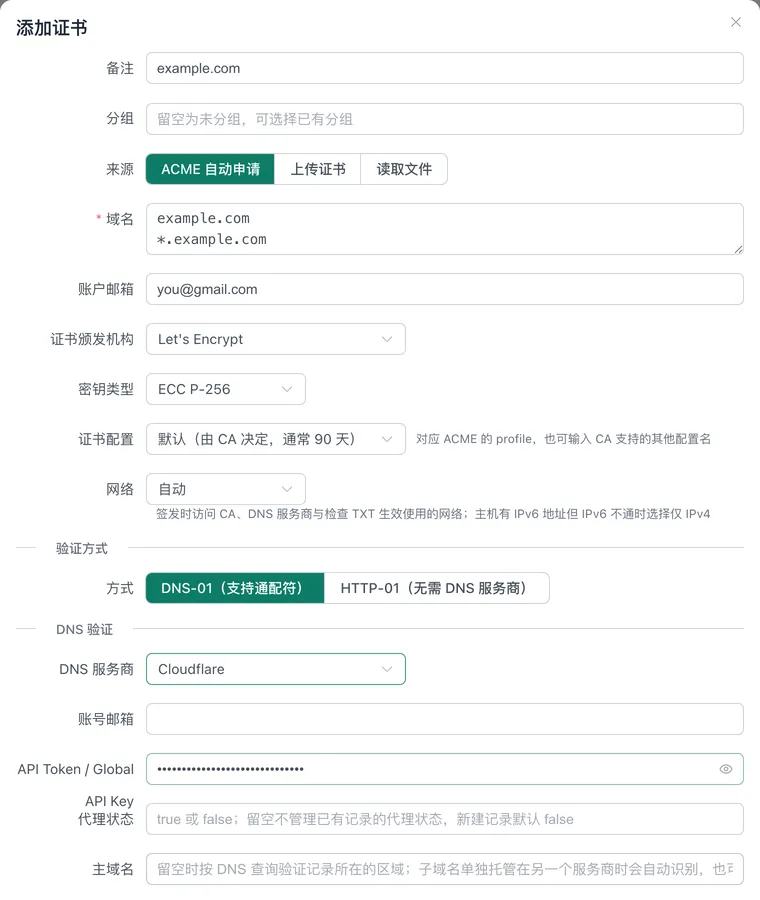 添加证书
备注 example.com
分组 留空为未分组，可选择已有分组
来源 ACME 自动申请 上传证书 读取文件
* 域名 example.com
*.example.com
账户邮箱 you@gmail.com
证书颁发机构 Let's Encrypt
密钥类型 ECC P-256
证书配置 默认（由 CA 决定，通常 90 天） 对应 ACME 的 profile，也可输入 CA 支持的其他配置名
网络 自动
签发时访问 CA、DNS 服务商与检查 TXT 生效使用的网络；主机有 IPv6 地址但 IPv6 不通时选择仅 IPv4
验证方式
方式 DNS-01（支持通配符） HTTP-01（无需 DNS 服务商）
DNS 验证
DNS 服务商 Cloudflare
账号邮箱
API Token / Global ••••••••••••••••••••••••••••••
API Key
代理状态 true 或 false；留空不管理已有记录的代理状态，新建记录默认 false
主域名 留空时按 DNS 查询验证记录所在的区域；子域名单独托管在另一个服务商时会自动识别，也